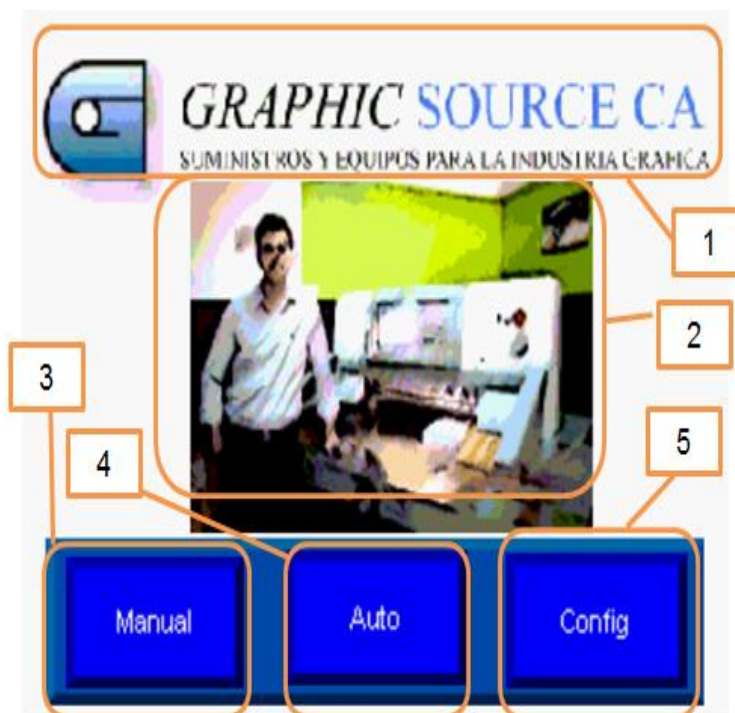 GRAPHIC SOURCE CA
SUMINISTROS Y EQUIPOS PARA LA INDUSTRIA GRAFICA
1
2
3
4
5
Manual
Auto
Config